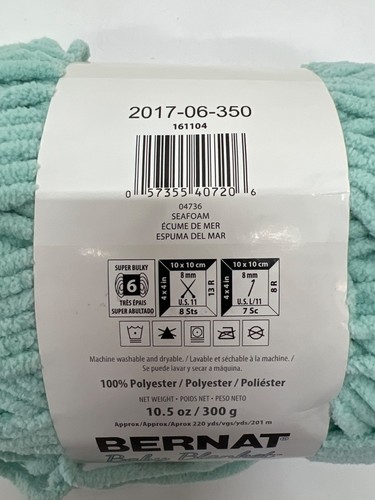 2017-06-350
161104
0 57355 40720 6
04736
SEAFOAM
ÉCUME DE MER
ESPUMA DEL MAR
SUPER BULKY
6
TRÈS ÉPAIS
SUPER ABULTADO
10 x 10 cm
4 x 4 in
8 mm
U.S. 11
13 R
8 Sts
10 x 10 cm
4 x 4 in
8 mm
U.S. L/11
8 R
7 Sc
Machine washable and dryable. / Lavable et séchable à la machine. /
Se puede lavar y secar a máquina.
100% Polyester / Polyester / Poliéster
NET WEIGHT • POIDS NET • PESO NETO
10.5 oz / 300 g
Approx/Approx/Aprox 220 yds/vgs/yds/201 m
BERNAT®
Baby Blanket